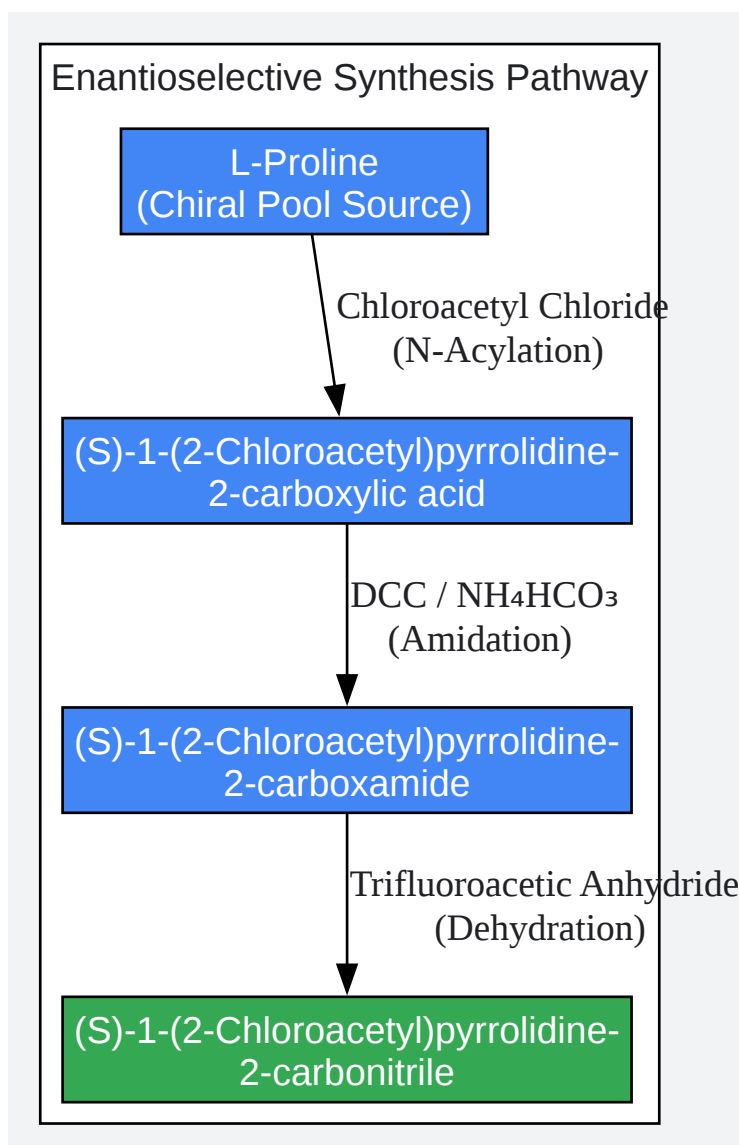 Enantioselective Synthesis Pathway
L-Proline
(Chiral Pool Source)
Chloroacetyl Chloride
(N-Acylation)
(S)-1-(2-Chloroacetyl)pyrrolidine-
2-carboxylic acid
DCC / NH₄HCO₃
(Amidation)
(S)-1-(2-Chloroacetyl)pyrrolidine-
2-carboxamide
Trifluoroacetic Anhydride
(Dehydration)
(S)-1-(2-Chloroacetyl)pyrrolidine-
2-carbonitrile